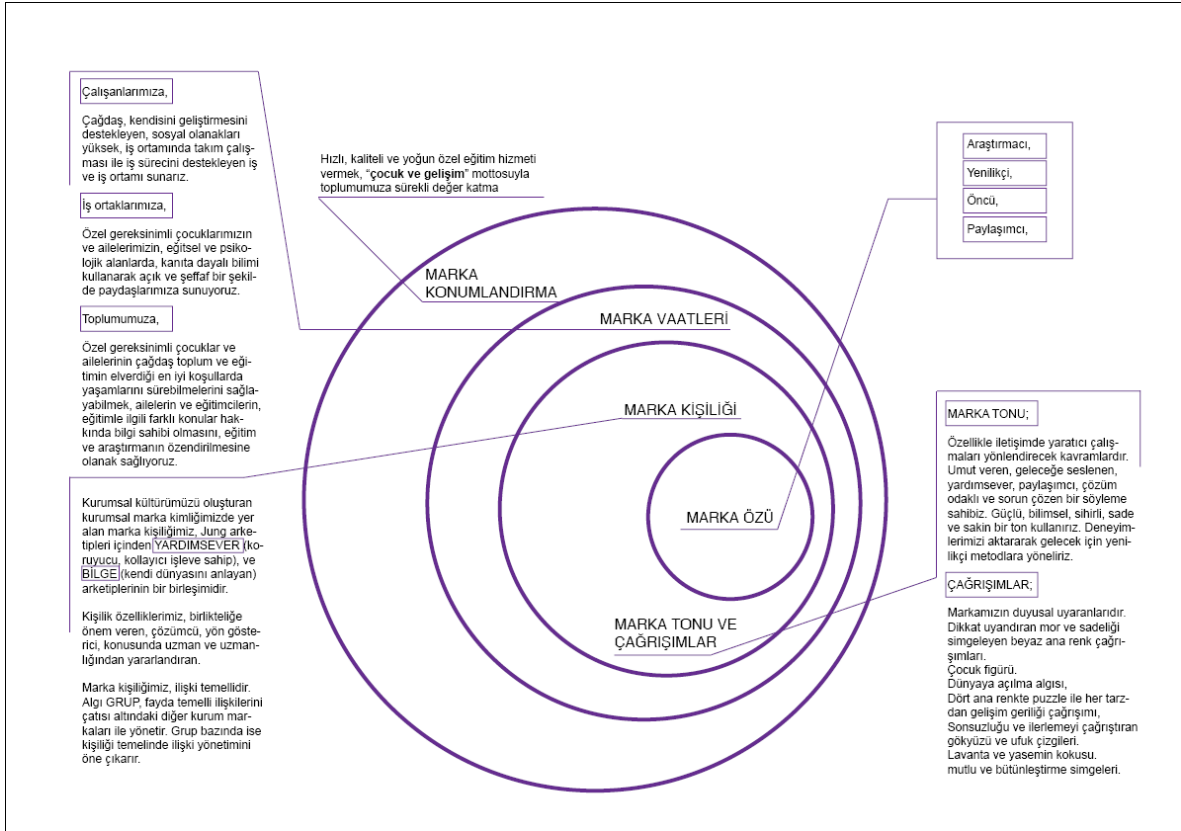 Çalışanlarımıza,
Çağdaş, kendisini geliştirmesini
destekleyen, sosyal olanakları
yüksek, iş ortamında takım çalış-
ması ile iş sürecini destekleyen iş
ve iş ortamı sunarız.
İş ortaklarımıza,
Özel gereksinimli çocuklarımızın
ve ailelerimizin, eğitsel ve psiko-
lojik alanlarda, kanıta dayalı bilimi
kullanarak açık ve şeffaf bir şekil-
de paydaşlarımıza sunuyoruz.
Toplumumuza,
Özel gereksinimli çocuklar ve
ailelerinin çağdaş toplum ve eği-
timin elverdiği en iyi koşullarda
yaşamlarını sürebilmelerini sağla-
yabilmek, ailelerin ve eğitimcilerin,
eğitimle ilgili farklı konular hak-
kında bilgi sahibi olmasını, eğitim
ve araştırmanın özendirilmesine
olanak sağlıyoruz.
Kurumsal kültürümüzü oluşturan
kurumsal marka kimliğimizde yer
alan marka kişiliğimiz, Jung arke-
tipleri içinden YARDIMSEVER (ko-
ruyucu, kollayıcı işleve sahip), ve
BİLGE (kendi dünyasını anlayan)
arketiplerinin bir birleşimidir.
Kişilik özelliklerimiz, birlikteliğe
önem veren, çözümcü, yön göste-
rici, konusunda uzman ve uzman-
lığından yararlandıran.
Marka kişiliğimiz, ilişki temellidir.
Algı GRUP, fayda temelli ilişkilerini
çatısı altındaki diğer kurum mar-
kaları ile yönetir. Grup bazında ise
kişiliği temelinde ilişki yönetimini
öne çıkarır.
Hızlı, kaliteli ve yoğun özel eğitim hizmeti
vermek, “çocuk ve gelişim” mottosuyla
toplumumuza sürekli değer katma
MARKA
KONUMLANDIRMA
MARKA VAATLERİ
MARKA KİŞİLİĞİ
MARKA ÖZÜ
MARKA TONU VE
ÇAĞRIŞIMLAR
Araştırmacı,
Yenilikçi,
Öncü,
Paylaşımcı,
MARKA TONU;
Özellikle iletişimde yaratıcı çalış-
maları yönlendirecek kavramlardır.
Umut veren, geleceğe seslenen,
yardımsever, paylaşımcı, çözüm
odaklı ve sorun çözen bir söyleme
sahibiz. Güçlü, bilimsel, sihirli, sade
ve sakin bir ton kullanırız. Deneyim-
lerimizi aktararak gelecek için yeni-
likçi metodlara yöneliriz.
ÇAĞRIŞIMLAR;
Markamızın duyusal uyaranlarıdır.
Dikkat uyandıran mor ve sadeliği
simgeleyen beyaz ana renk çağrı-
şımları.
Çocuk figürü.
Dünyaya açılma algısı,
Dört ana renkte puzzle ile her tarz-
dan gelişim geriliği çağrışımı,
Sonsuzluğu ve ilerlemeyi çağrıştıran
gökyüzü ve ufuk çizgileri.
Lavanta ve yasemin kokusu.
mutlu ve bütünleştirme simgeleri.